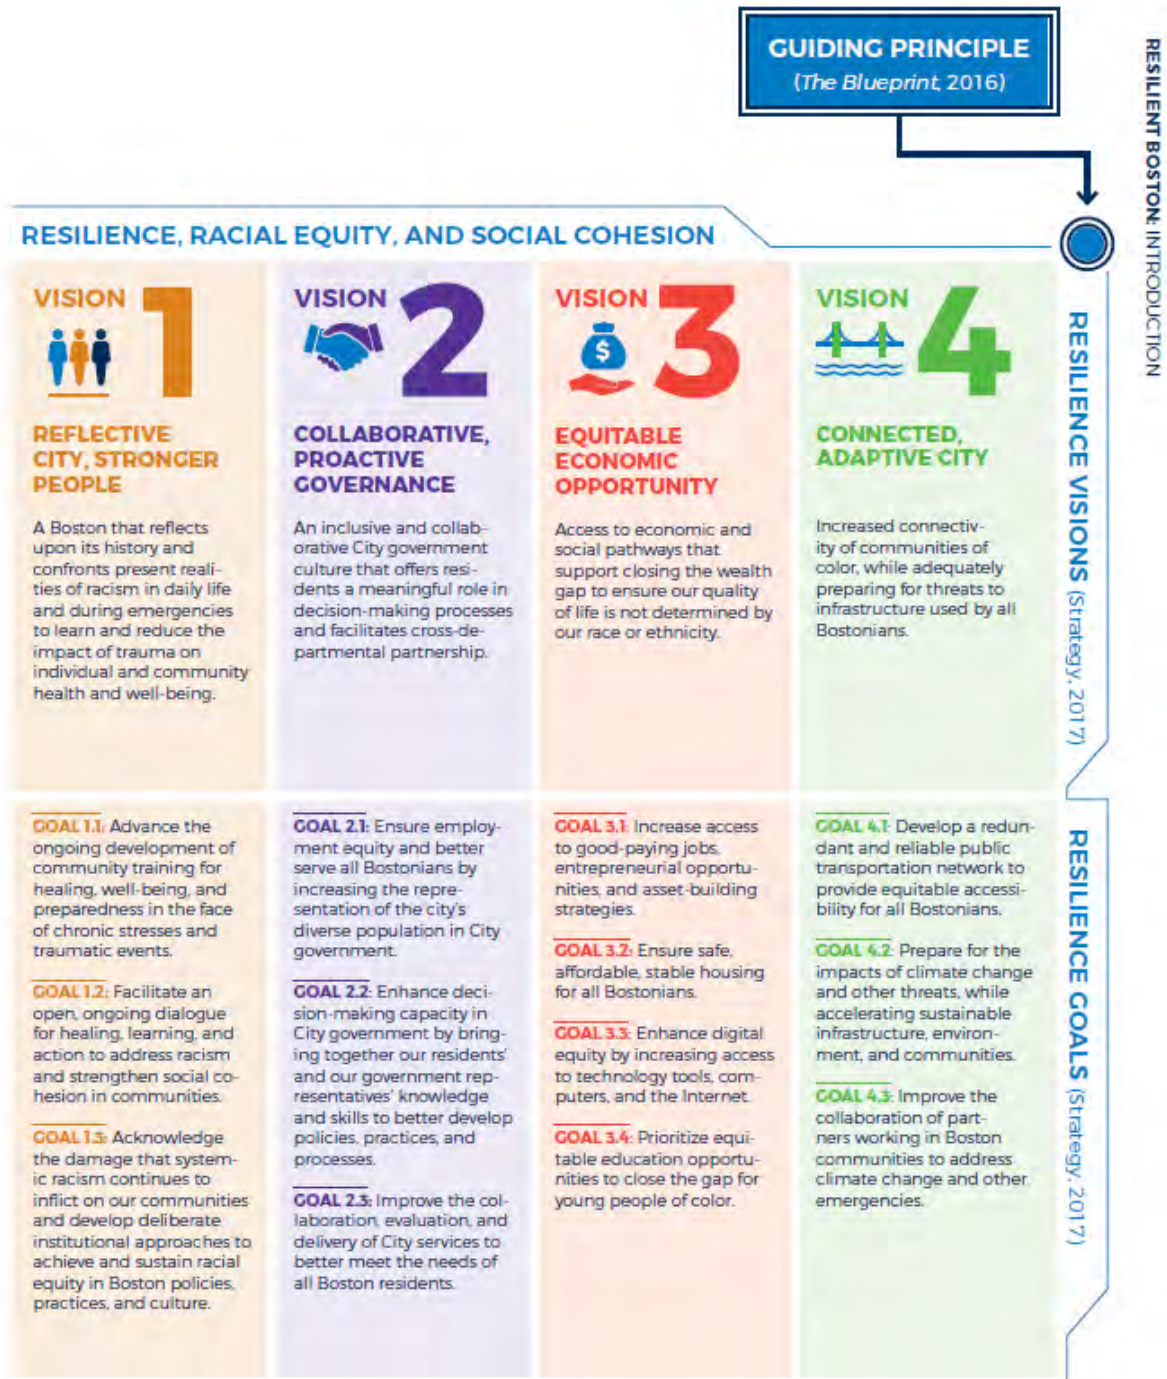 GUIDING PRINCIPLE
(The Blueprint, 2016)
RESILIENT BOSTON: INTRODUCTION
RESILIENCE, RACIAL EQUITY, AND SOCIAL COHESION
VISION 1
REFLECTIVE
CITY, STRONGER
PEOPLE
A Boston that reflects
upon its history and
confronts present reali-
ties of racism in daily life
and during emergencies
to learn and reduce the
impact of trauma on
individual and community
health and well-being.
VISION 2
COLLABORATIVE,
PROACTIVE
GOVERNANCE
An inclusive and collab-
orative City government
culture that offers resi-
dents a meaningful role in
decision-making processes
and facilitates cross-de-
partmental partnership.
VISION 3
$
EQUITABLE
ECONOMIC
OPPORTUNITY
Access to economic and
social pathways that
support closing the wealth
gap to ensure our quality
of life is not determined by
our race or ethnicity.
VISION 4
CONNECTED,
ADAPTIVE CITY
Increased connectiv-
ity of communities of
color, while adequately
preparing for threats to
infrastructure used by all
Bostonians.
RESILIENCE VISIONS (Strategy, 2017)
GOAL 1.1: Advance the
ongoing development of
community training for
healing, well-being, and
preparedness in the face
of chronic stresses and
traumatic events.
GOAL 1.2: Facilitate an
open, ongoing dialogue
for healing, learning, and
action to address racism
and strengthen social co-
hesion in communities.
GOAL 1.3: Acknowledge
the damage that system-
ic racism continues to
inflict on our communities
and develop deliberate
institutional approaches to
achieve and sustain racial
equity in Boston policies,
practices, and culture.
GOAL 2.1: Ensure employ-
ment equity and better
serve all Bostonians by
increasing the repre-
sentation of the city's
diverse population in City
government.
GOAL 2.2: Enhance deci-
sion-making capacity in
City government by bring-
ing together our residents'
and our government rep-
resentatives' knowledge
and skills to better develop
policies, practices, and
processes.
GOAL 2.3: Improve the col-
laboration, evaluation, and
delivery of City services to
better meet the needs of
all Boston residents.
GOAL 3.1: Increase access
to good-paying jobs,
entrepreneurial opportu-
nities, and asset-building
strategies.
GOAL 3.2: Ensure safe,
affordable, stable housing
for all Bostonians.
GOAL 3.3: Enhance digital
equity by increasing access
to technology tools, com-
puters, and the Internet.
GOAL 3.4: Prioritize equi-
table education opportu-
nities to close the gap for
young people of color.
GOAL 4.1: Develop a redun-
dant and reliable public
transportation network to
provide equitable accessi-
bility for all Bostonians.
GOAL 4.2: Prepare for the
impacts of climate change
and other threats, while
accelerating sustainable
infrastructure, environ-
ment, and communities.
GOAL 4.3: Improve the
collaboration of part-
ners working in Boston
communities to address
climate change and other
emergencies.
RESILIENCE GOALS (Strategy, 2017)